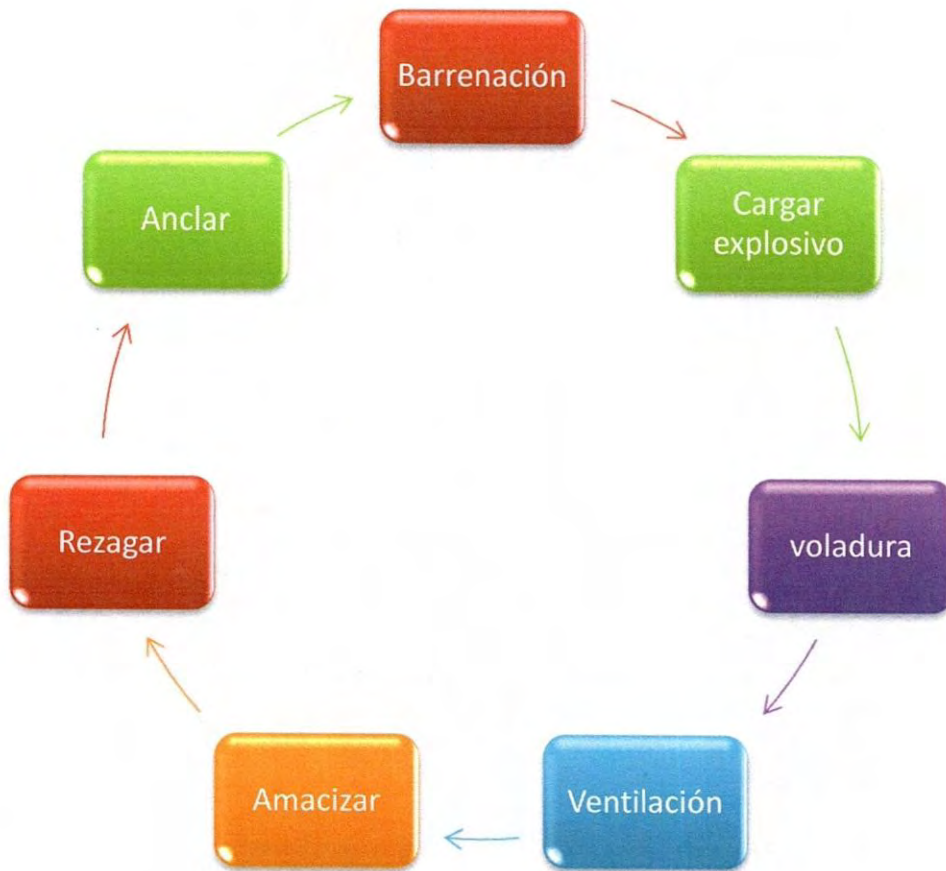 Barrenación
Cargar
explosivo
voladura
Ventilación
Amacizar
Rezagar
Anclar